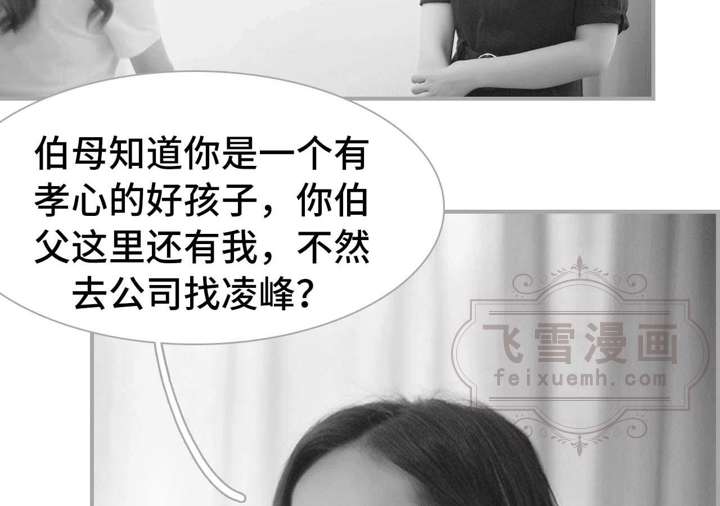 伯母知道你是一个有
孝心的好孩子，你伯
父这里还有我，不然
去公司找凌峰？
飞雪漫画
feixuemh.com